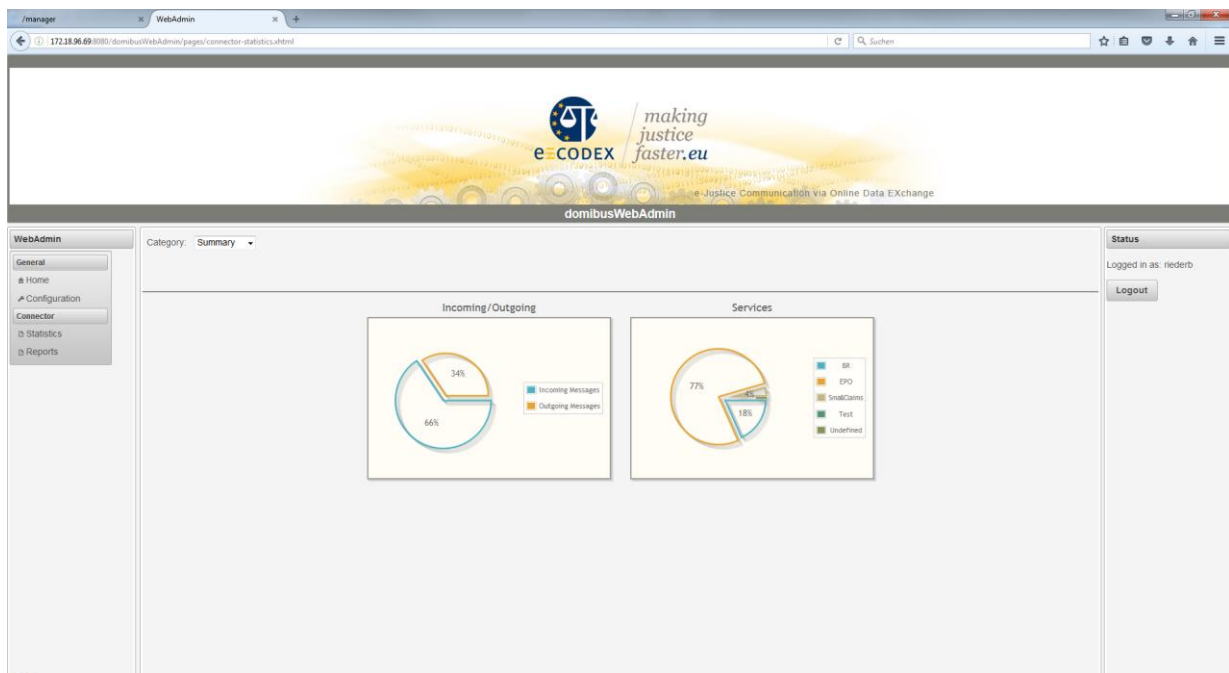 /manager
WebAdmin
172.18.96.69:8080/domibusWebAdmin/pages/connector-statistics.xhtml
Suchen
e-CODEX
making
justice
faster.eu
e-Justice Communication via Online Data EXchange
domibusWebAdmin
WebAdmin
General
Home
Configuration
Connector
Statistics
Reports
Category: Summary
Incoming/Outgoing
34%
66%
Incoming Messages
Outgoing Messages
Services
77%
4%
18%
BR
EPO
SmallClaims
Test
Undefined
Status
Logged in as: riederb
Logout